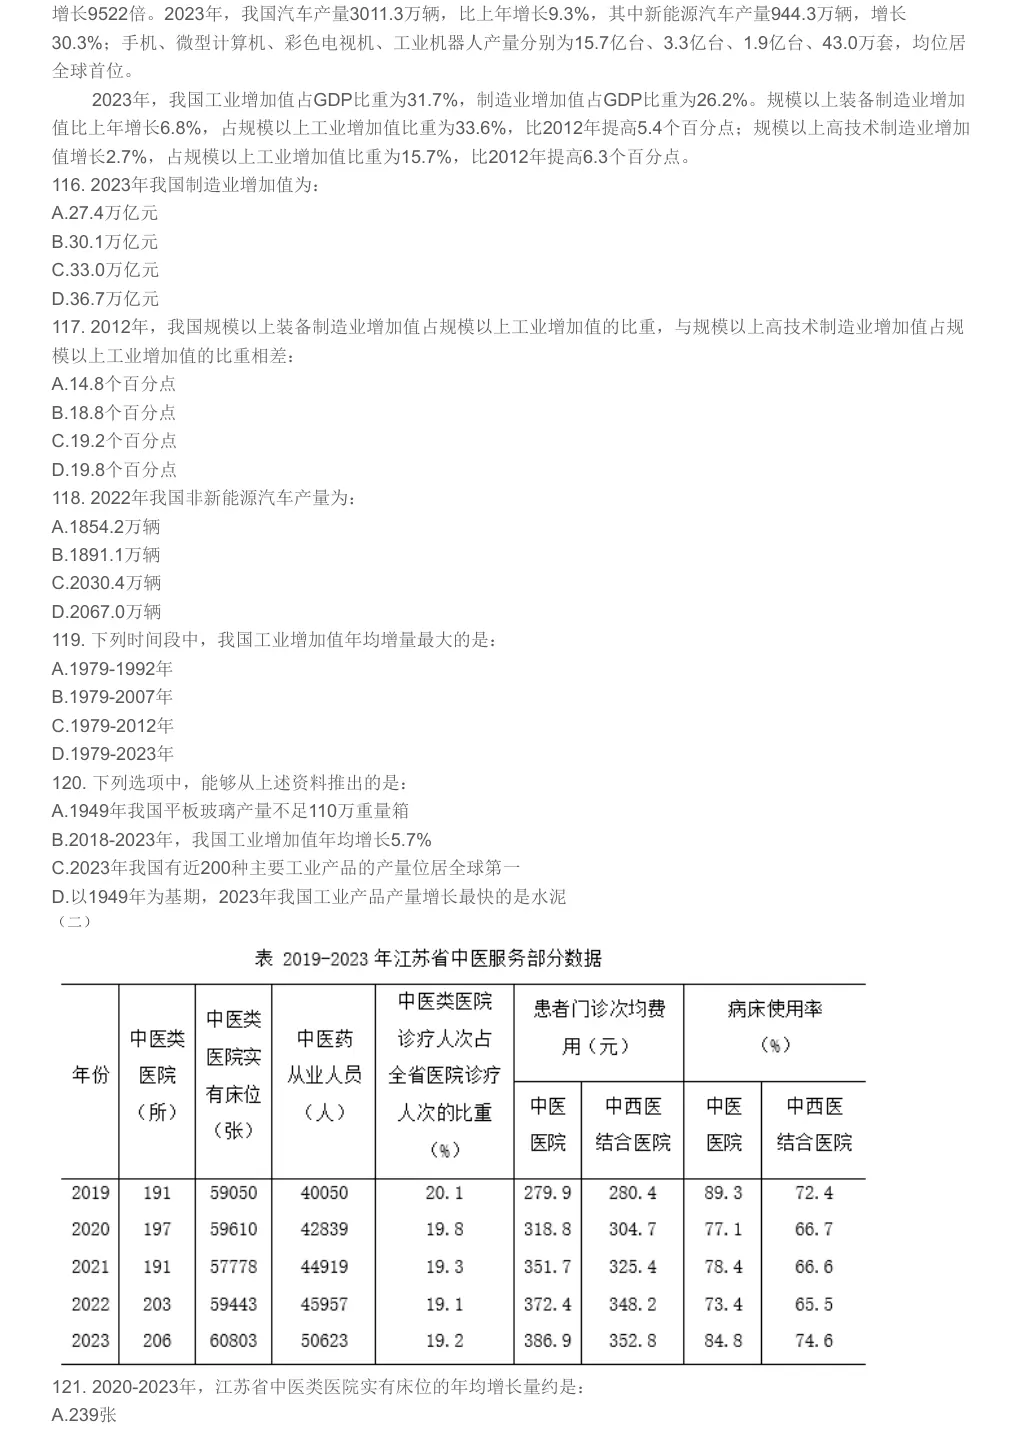 增长9522倍。2023年，我国汽车产量3011.3万辆，比上年增长9.3%，其中新能源汽车产量944.3万辆，增长
30.3%；手机、微型计算机、彩色电视机、工业机器人产量分别为15.7亿台、3.3亿台、1.9亿台、43.0万套，均位居
全球首位。
2023年，我国工业增加值占GDP比重为31.7%，制造业增加值占GDP比重为26.2%。规模以上装备制造业增加
值比上年增长6.8%，占规模以上工业增加值比重为33.6%，比2012年提高5.4个百分点；规模以上高技术制造业增加
值增长2.7%，占规模以上工业增加值比重为15.7%，比2012年提高6.3个百分点。
116. 2023年我国制造业增加值为：
A.27.4万亿元
B.30.1万亿元
C.33.0万亿元
D.36.7万亿元
117. 2012年，我国规模以上装备制造业增加值占规模以上工业增加值的比重，与规模以上高技术制造业增加值占规
模以上工业增加值的比重相差：
A.14.8个百分点
B.18.8个百分点
C.19.2个百分点
D.19.8个百分点
118. 2022年我国非新能源汽车产量为：
A.1854.2万辆
B.1891.1万辆
C.2030.4万辆
D.2067.0万辆
119. 下列时间段中，我国工业增加值年均增量最大的是：
A.1979-1992年
B.1979-2007年
C.1979-2012年
D.1979-2023年
120. 下列选项中，能够从上述资料推出的是：
A.1949年我国平板玻璃产量不足110万重量箱
B.2018-2023年，我国工业增加值年均增长5.7%
C.2023年我国有近200种主要工业产品的产量位居全球第一
D.以1949年为基期，2023年我国工业产品产量增长最快的是水泥
（二）
表 2019-2023 年江苏省中医服务部分数据
年份 中医类医院（所） 中医类医院实有床位（张） 中医药从业人员（人） 中医类医院诊疗人次占全省医院诊疗人次的比重（%） 患者门诊次均费用（元） 病床使用率（%）
中医医院 中西医结合医院 中医医院 中西医结合医院
2019 191 59050 40050 20.1 279.9 280.4 89.3 72.4
2020 197 59610 42839 19.8 318.8 304.7 77.1 66.7
2021 191 57778 44919 19.3 351.7 325.4 78.4 66.6
2022 203 59443 45957 19.1 372.4 348.2 73.4 65.5
2023 206 60803 50623 19.2 386.9 352.8 84.8 74.6
121. 2020-2023年，江苏省中医类医院实有床位的年均增长量约是：
A.239张